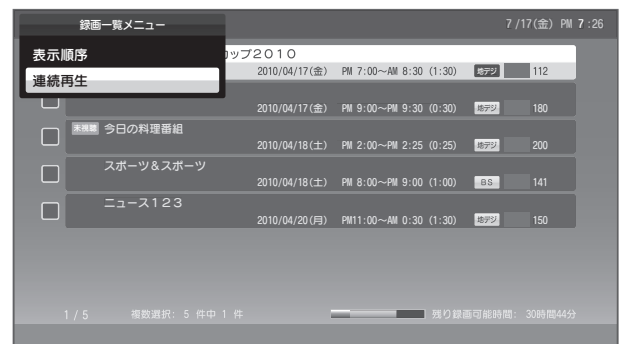 録画一覧メニュー
7 /17(金) PM 7:26
表示順序
連続再生
カップ2010
2010/04/17(金) PM 7:00～AM 8:30 (1:30) 地デジ 112
2010/04/17(金) PM 9:00～PM 9:30 (0:30) 地デジ 180
未視聴 今日の料理番組
2010/04/18(土) PM 2:00～PM 2:25 (0:25) 地デジ 200
スポーツ&スポーツ
2010/04/18(土) PM 8:00～PM 9:00 (1:00) BS 141
ニュース123
2010/04/20(月) PM11:00～AM 0:30 (1:30) 地デジ 150
1 / 5 複数選択: 5 件中 1 件 残り録画可能時間: 30時間44分